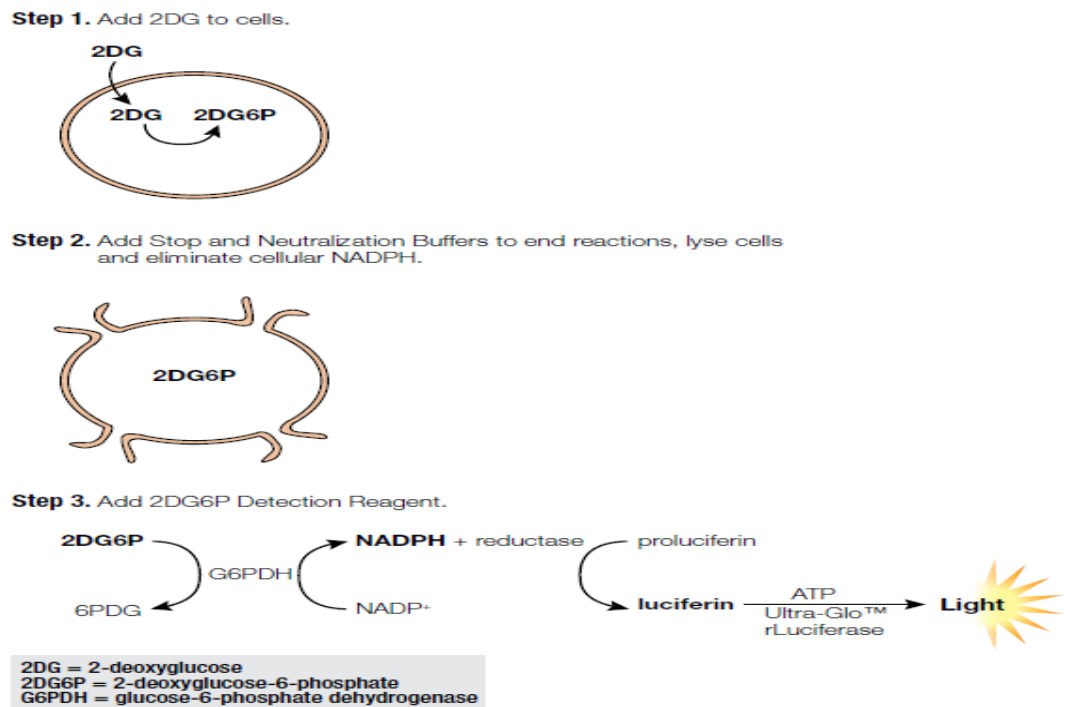 Step 1. Add 2DG to cells.
2DG
2DG 2DG6P
Step 2. Add Stop and Neutralization Buffers to end reactions, lyse cells
and eliminate cellular NADPH.
2DG6P
Step 3. Add 2DG6P Detection Reagent.
2DG6P NADPH + reductase proluciferin
G6PDH
6PDG NADP+ luciferin ATP Light
Ultra-Glo™
rLuciferase
2DG = 2-deoxyglucose
2DG6P = 2-deoxyglucose-6-phosphate
G6PDH = glucose-6-phosphate dehydrogenase